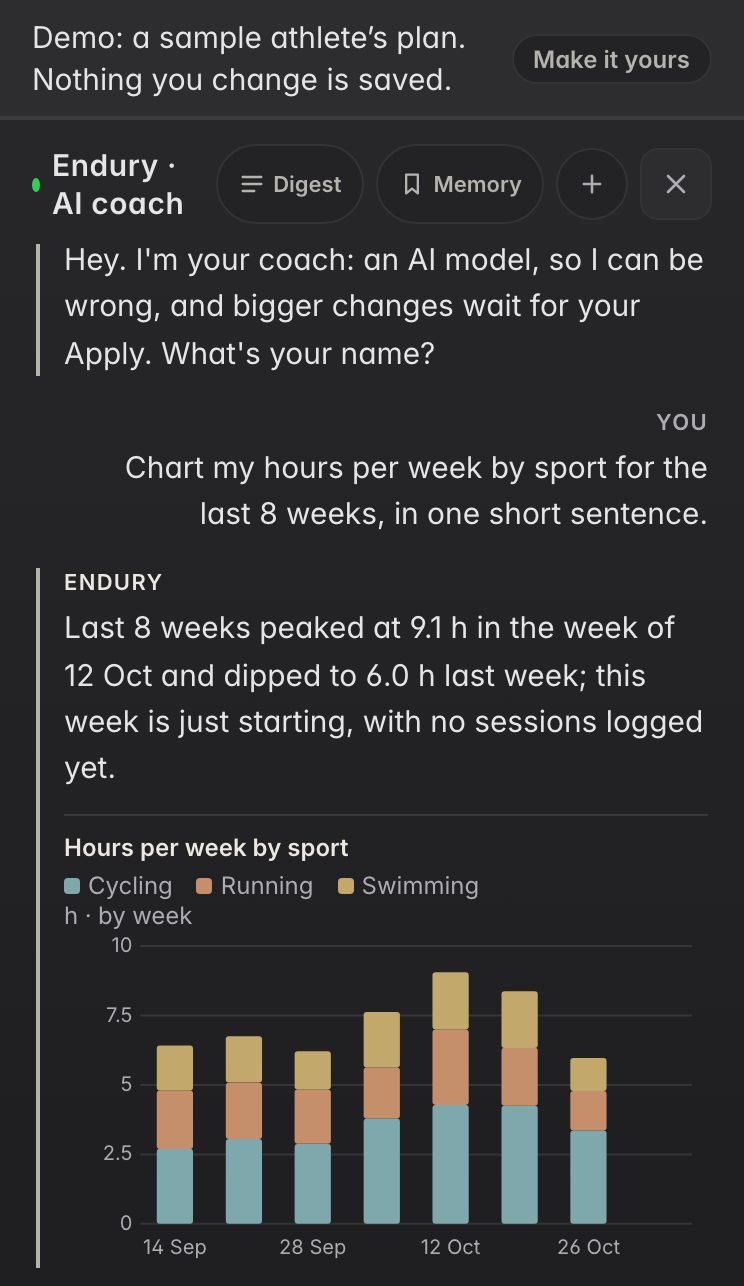 Demo: a sample athlete’s plan.
Nothing you change is saved.
Make it yours
Endury ·
AI coach
Digest
Memory
Hey. I'm your coach: an AI model, so I can be
wrong, and bigger changes wait for your
Apply. What's your name?
YOU
Chart my hours per week by sport for the
last 8 weeks, in one short sentence.
ENDURY
Last 8 weeks peaked at 9.1 h in the week of
12 Oct and dipped to 6.0 h last week; this
week is just starting, with no sessions logged
yet.
Hours per week by sport
Cycling Running Swimming
h · by week
10
7.5
5
2.5
0
14 Sep 28 Sep 12 Oct 26 Oct